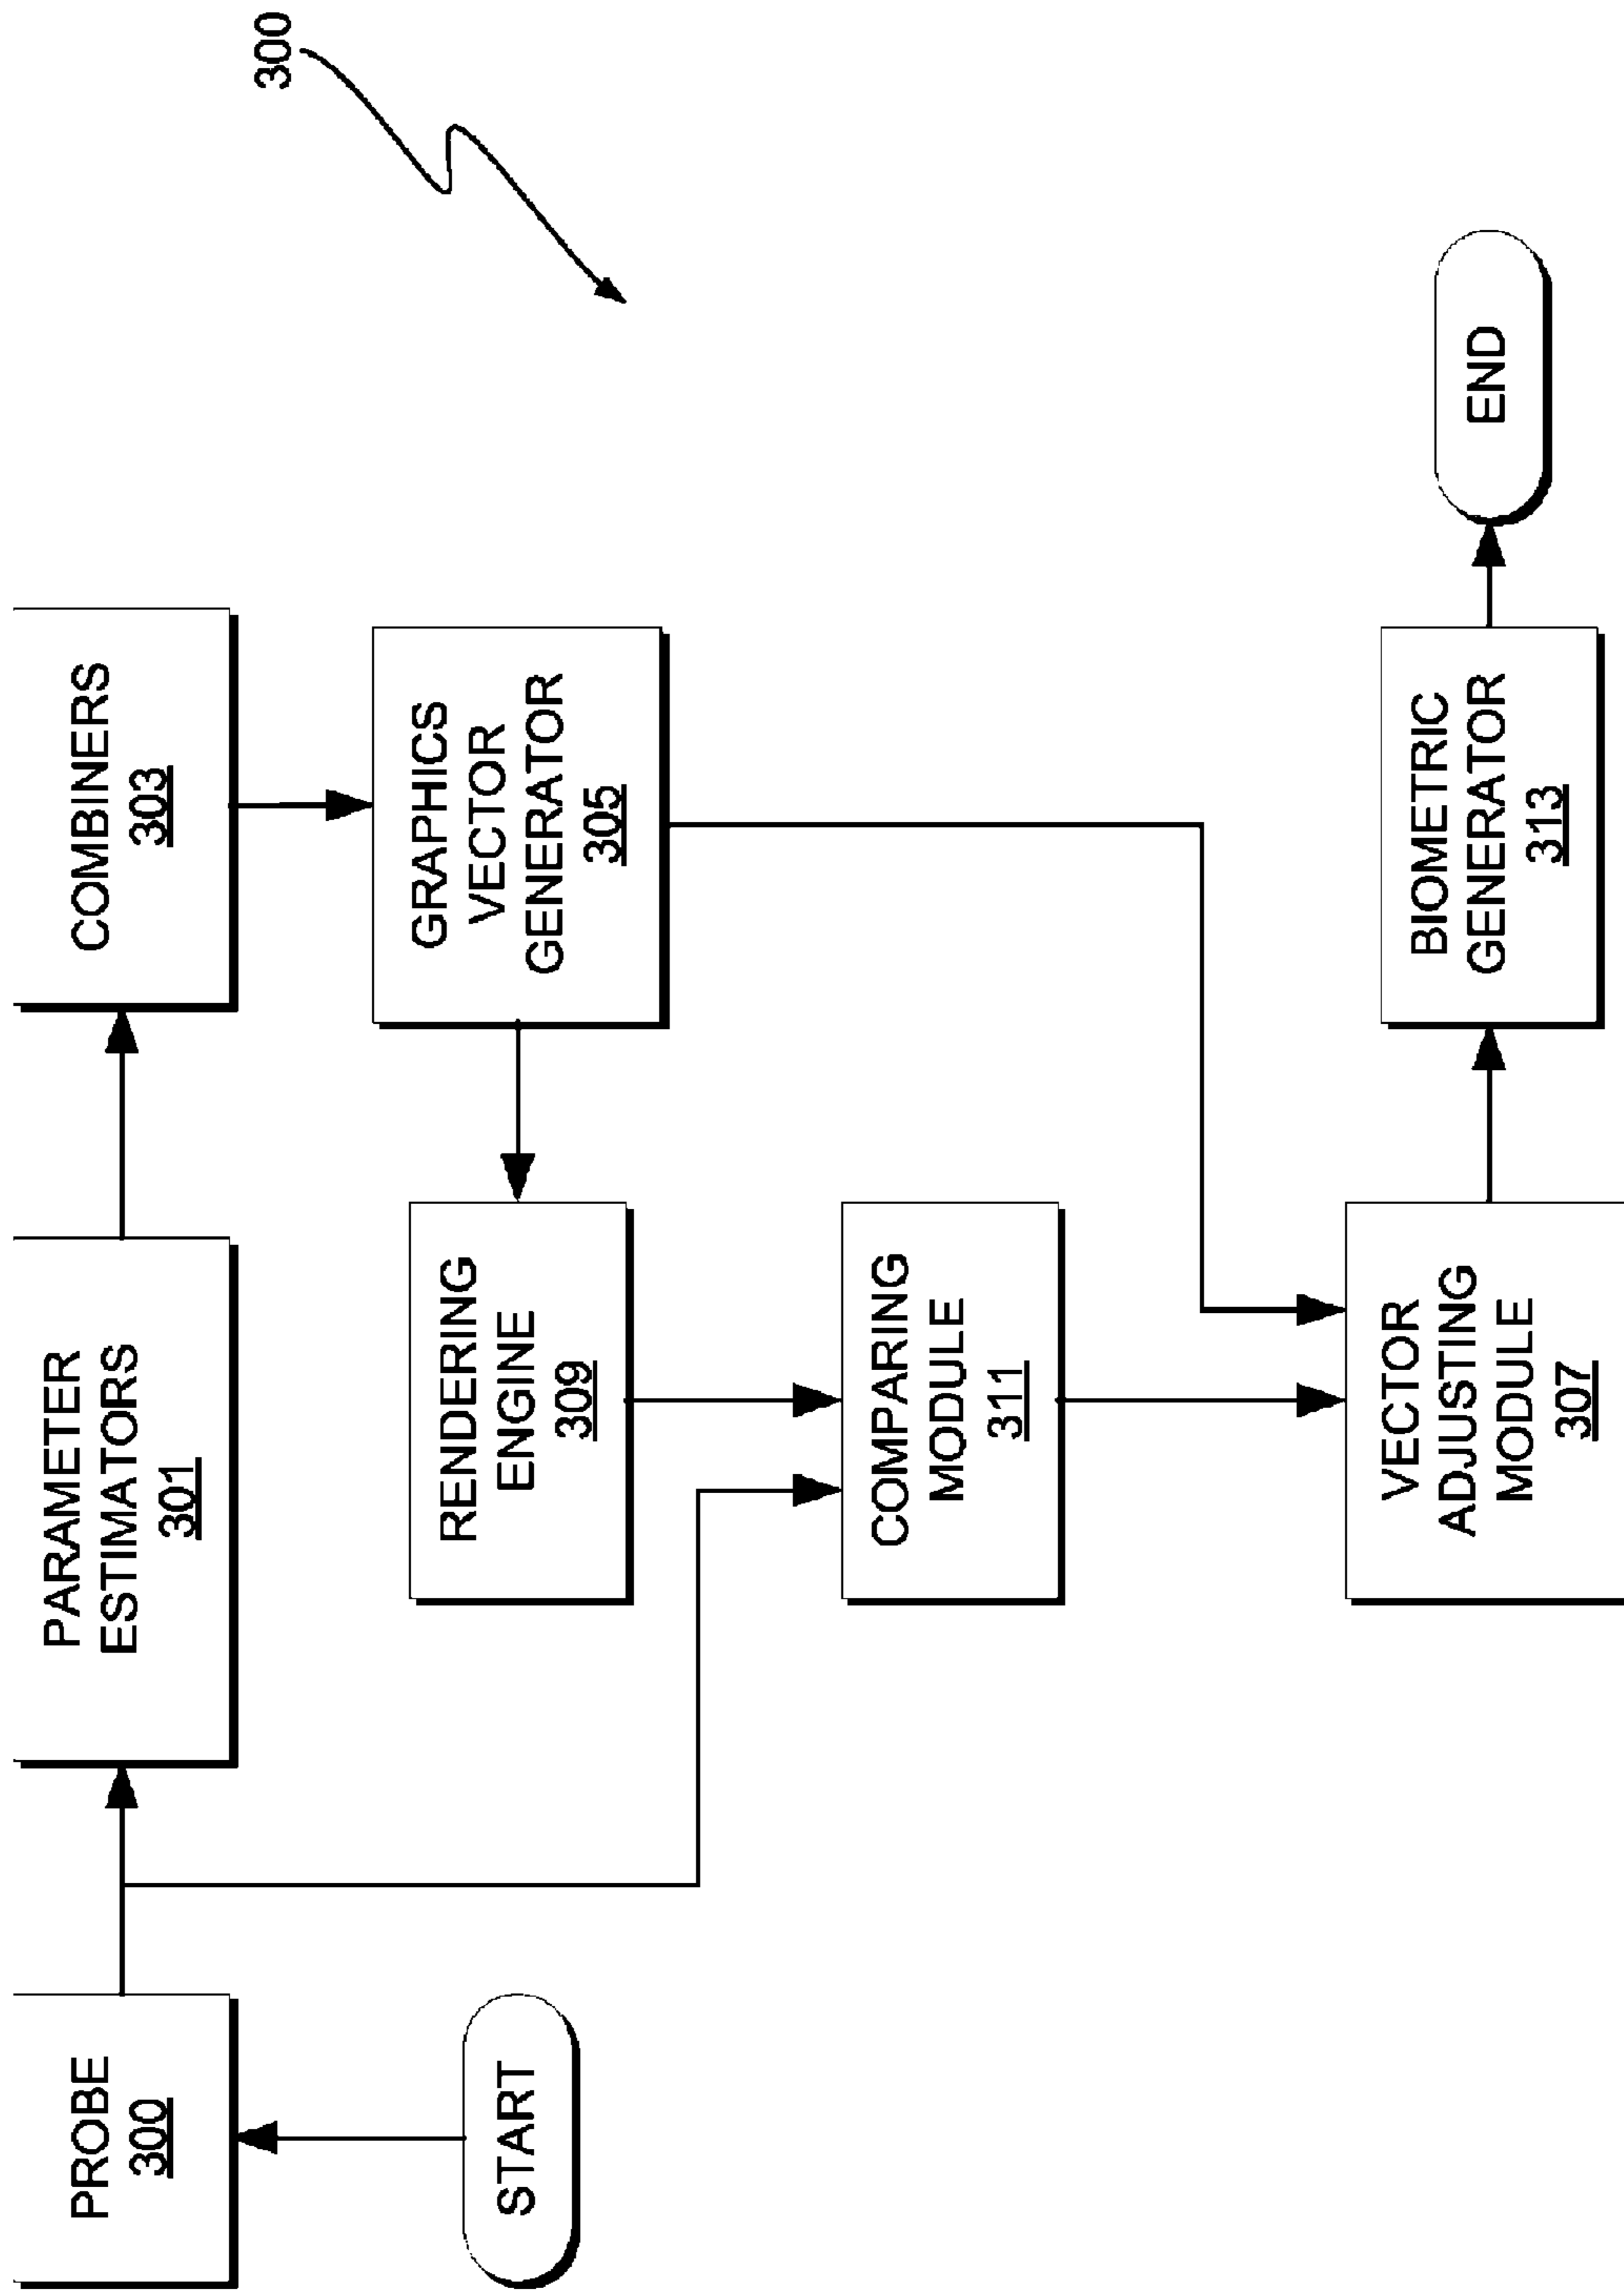 300
PROBE
300
PARAMETER
ESTIMATORS
301
COMBINERS
303
START
RENDERING
ENGINE
309
GRAPHICS
VECTOR
GENERATOR
305
COMPARING
MODULE
311
VECTOR
ADJUSTING
MODULE
307
BIOMETRIC
GENERATOR
313
END